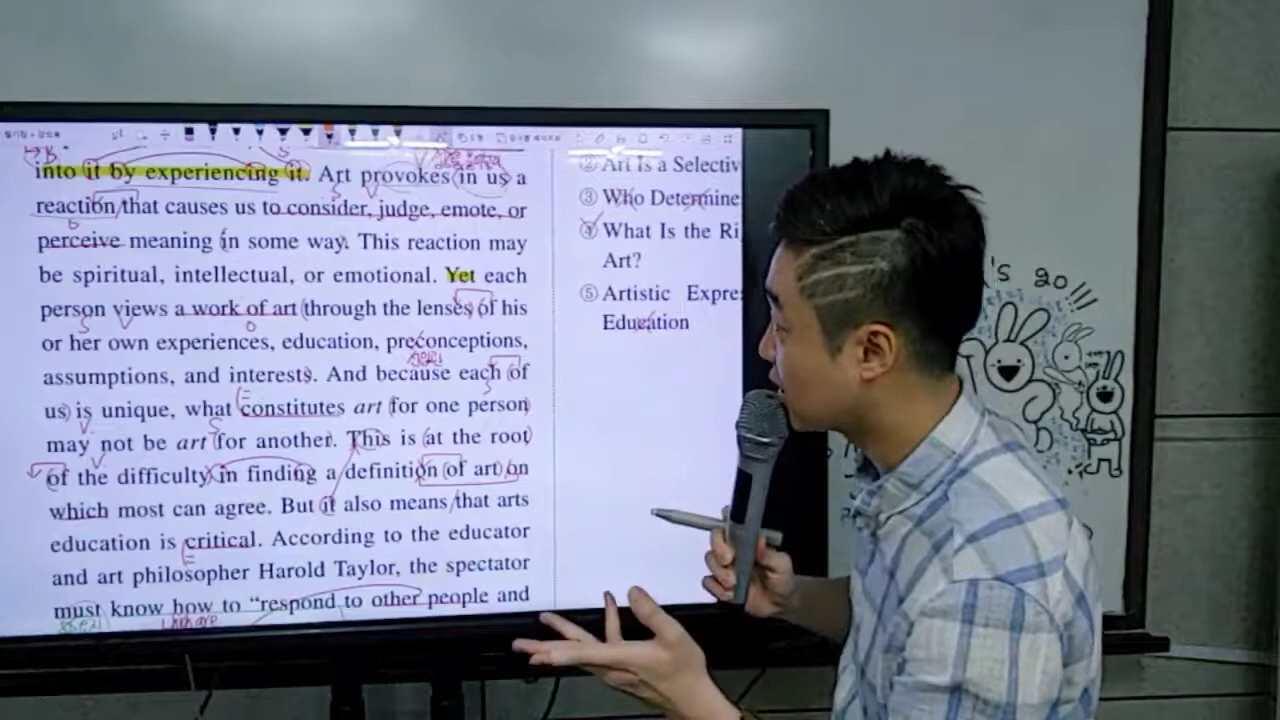 into it by experiencing it. Art provokes in us a
reaction that causes us to consider, judge, emote, or
perceive meaning in some way. This reaction may
be spiritual, intellectual, or emotional. Yet each
person views a work of art through the lenses of his
or her own experiences, education, preconceptions,
assumptions, and interests. And because each of
us is unique, what constitutes art for one person
may not be art for another. This is at the root
of the difficulty in finding a definition of art on
which most can agree. But it also means that arts
education is critical. According to the educator
and art philosopher Harold Taylor, the spectator
must know how to “respond to other people and
② Art Is a Selectiv
③ Who Determine
④ What Is the Ri
Art?
⑤ Artistic Expre
Education
's go!!!